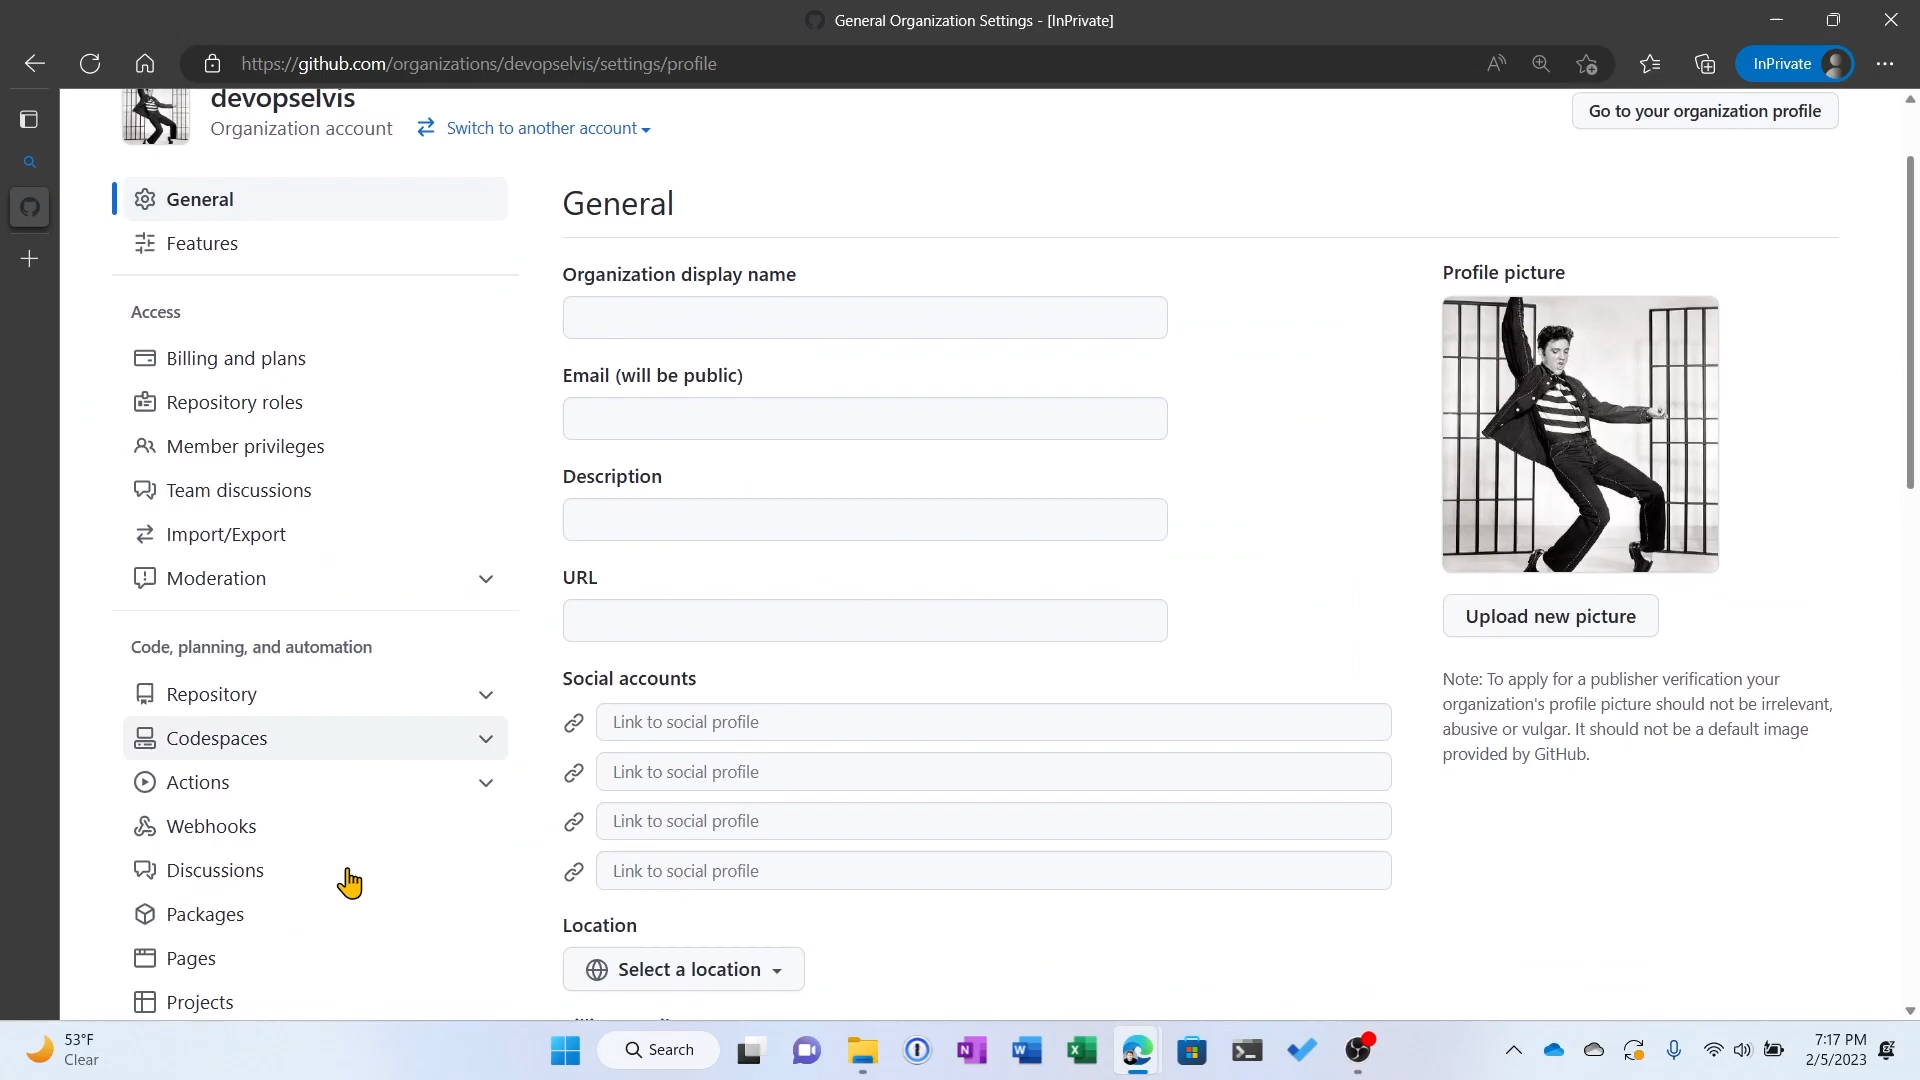 General Organization Settings - [InPrivate]
https://github.com/organizations/devopselvis/settings/profile
InPrivate
devopselvis
Organization account
Switch to another account
Go to your organization profile
General
Features
Access
Billing and plans
Repository roles
Member privileges
Team discussions
Import/Export
Moderation
Code, planning, and automation
Repository
Codespaces
Actions
Webhooks
Discussions
Packages
Pages
Projects
General
Organization display name
Email (will be public)
Description
URL
Social accounts
Link to social profile
Link to social profile
Link to social profile
Link to social profile
Location
Select a location
Profile picture
Upload new picture
Note: To apply for a publisher verification your
organization's profile picture should not be irrelevant,
abusive or vulgar. It should not be a default image
provided by GitHub.
53°F
Clear
Search
7:17 PM
2/5/2023